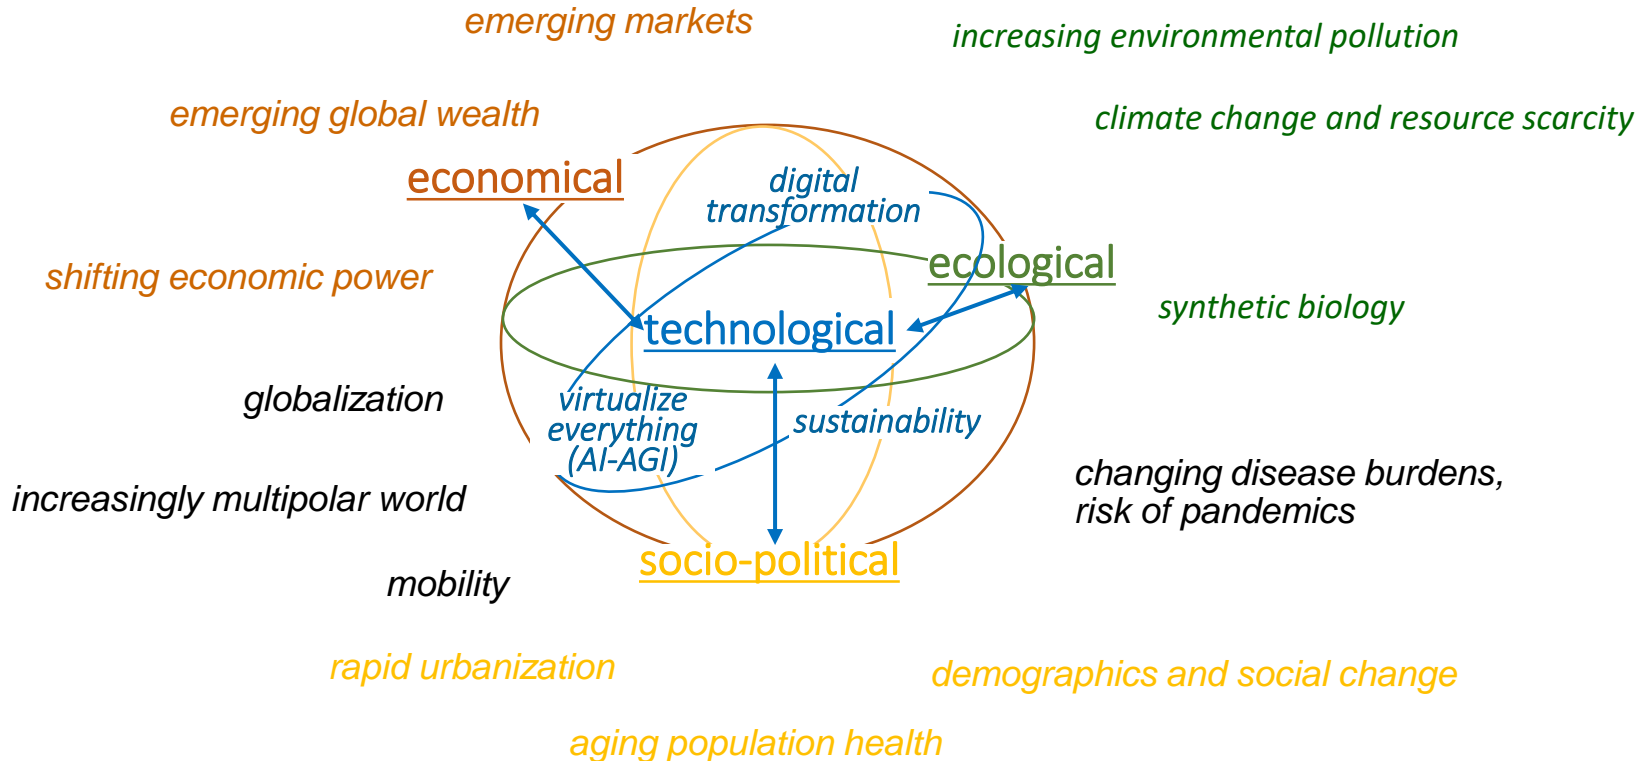 emerging markets
increasing environmental pollution
emerging global wealth
climate change and resource scarcity
economical
digital
transformation
ecological
shifting economic power
synthetic biology
technological
globalization
virtualize
everything
(AI-AGI)
sustainability
increasingly multipolar world
changing disease burdens,
risk of pandemics
socio-political
mobility
rapid urbanization
demographics and social change
aging population health